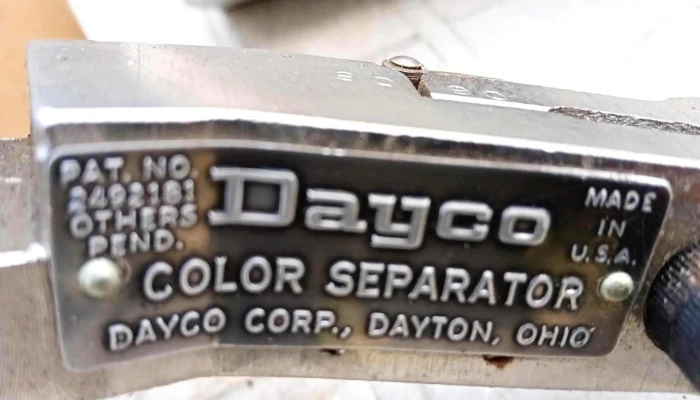 PAT. NO.
2492181
OTHERS
PEND.
Dayco
MADE
IN
U.S.A.
COLOR SEPARATOR
DAYCO CORP., DAYTON, OHIO